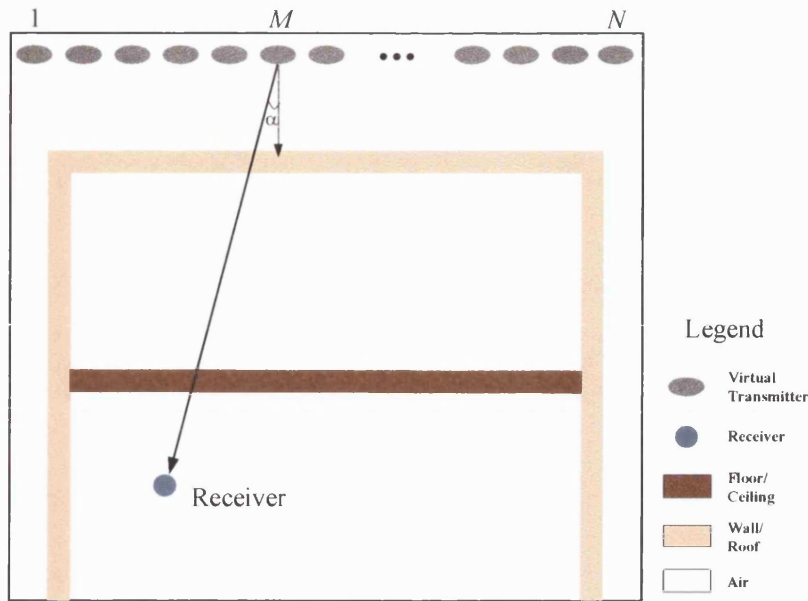 1 M N
•••
α
Receiver
Legend
Virtual
Transmitter
Receiver
Floor/
Ceiling
Wall/
Roof
Air